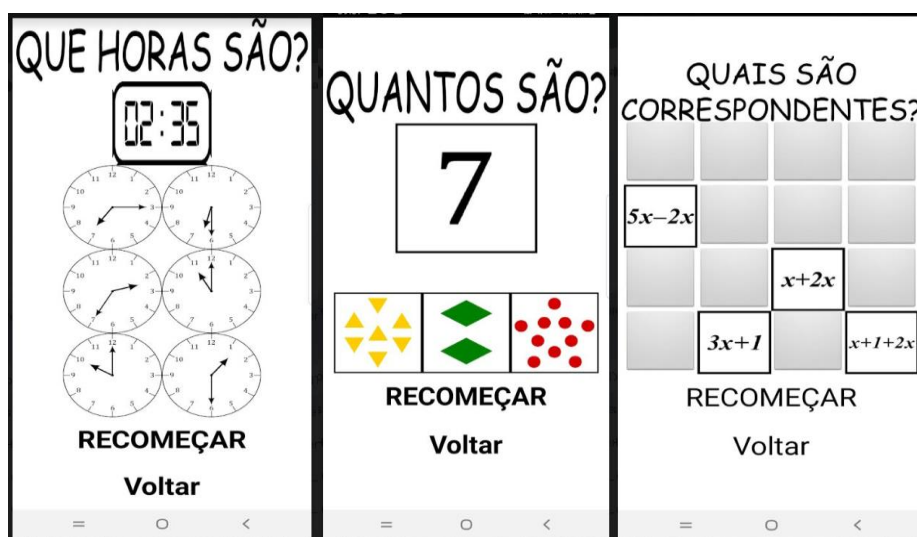 QUE HORAS SÃO?
02:35
RECOMEÇAR
Voltar
QUANTOS SÃO?
7
RECOMEÇAR
Voltar
QUAIS SÃO
CORRESPONDENTES?
5x−2x
x+2x
3x+1
x+1+2x
RECOMEÇAR
Voltar